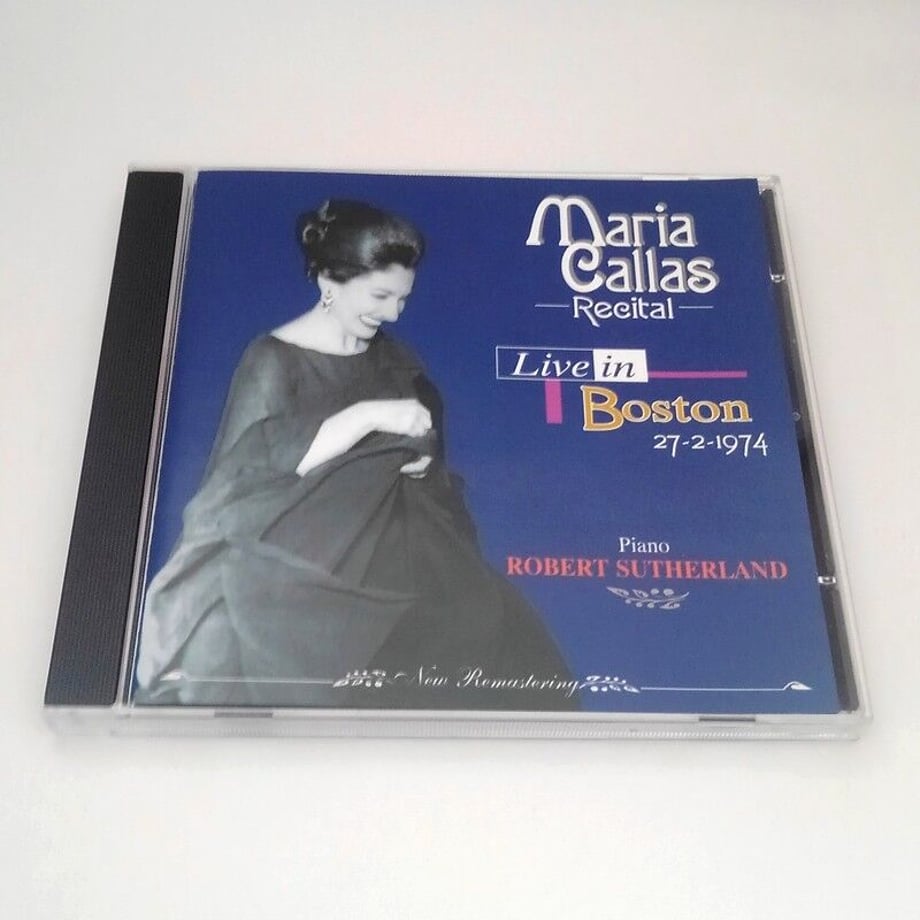 Maria
Callas
Recital
Live in
Boston
27-2-1974
Piano
ROBERT SUTHERLAND
New Remastering